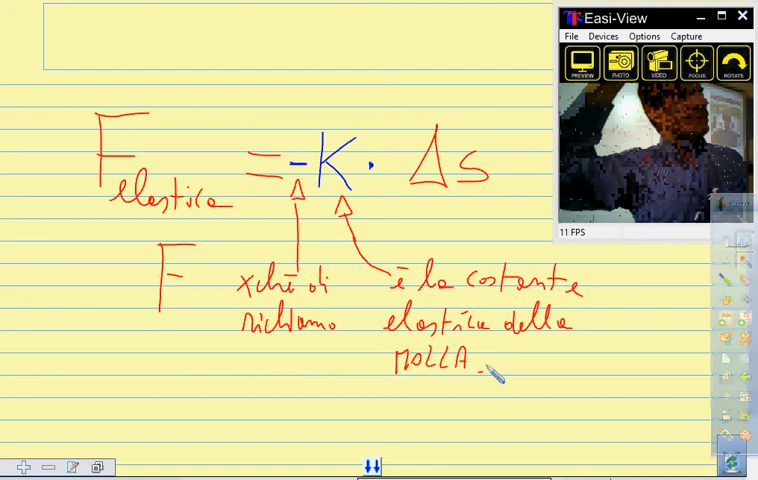 Easi-View
File Devices Options Capture
PREVIEW PHOTO VIDEO FOCUS ROTATE
11 FPS
F elastica = -K · Δs
F
xchè di richiamo
è la costante
elastica della
MOLLA.